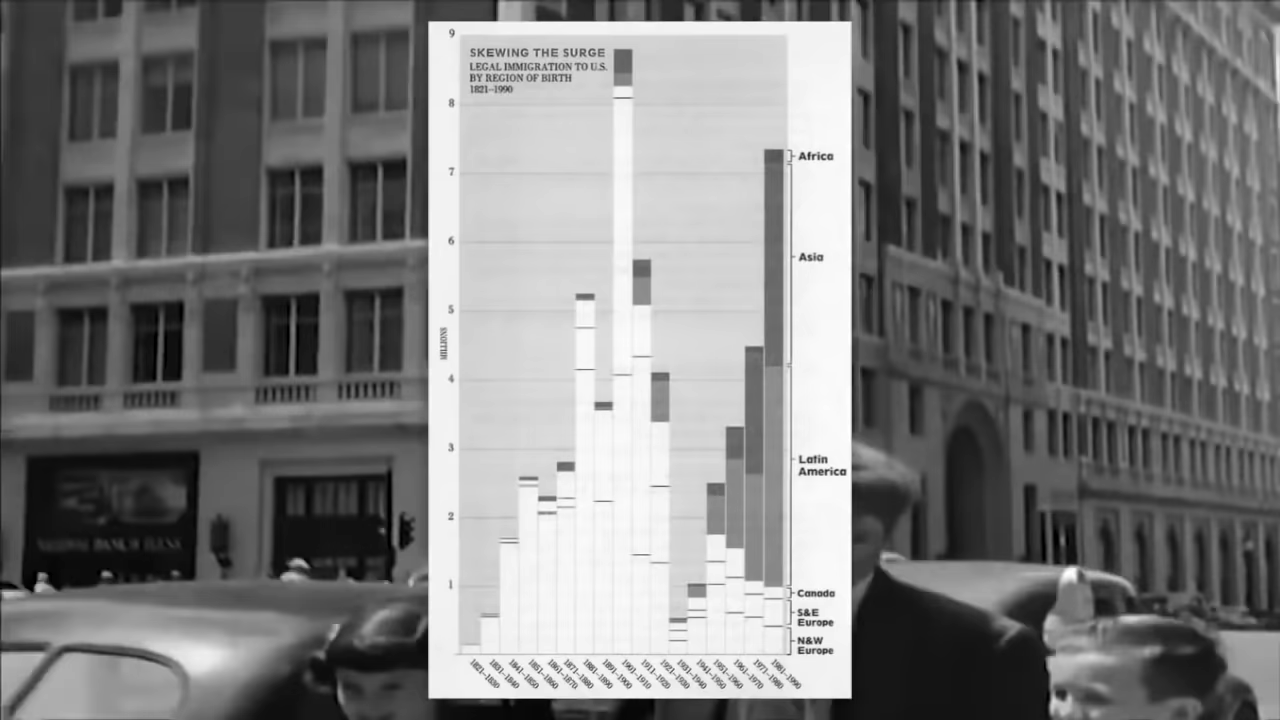 9
SKEWING THE SURGE
LEGAL IMMIGRATION TO U.S.
BY REGION OF BIRTH
1821–1990
8
7
6
5
4
3
2
1
MILLIONS
Africa
Asia
Latin
America
Canada
S&E
Europe
N&W
Europe
1821–1830
1831–1840
1841–1850
1851–1860
1861–1870
1871–1880
1881–1890
1891–1900
1901–1910
1911–1920
1921–1930
1931–1940
1941–1950
1951–1960
1961–1970
1971–1980
1981–1990